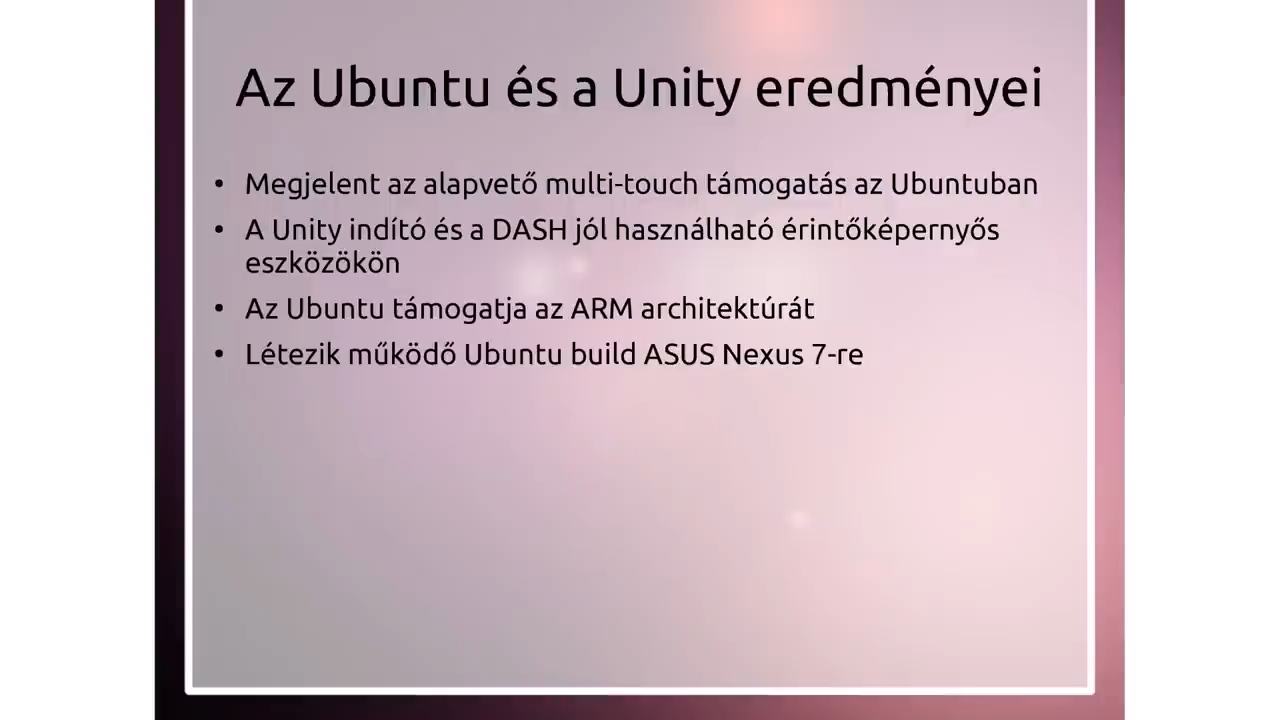 Az Ubuntu és a Unity eredményei
• Megjelent az alapvető multi-touch támogatás az Ubuntuban
• A Unity indító és a DASH jól használható érintőképernyős
eszközökön
• Az Ubuntu támogatja az ARM architektúrát
• Létezik működő Ubuntu build ASUS Nexus 7-re